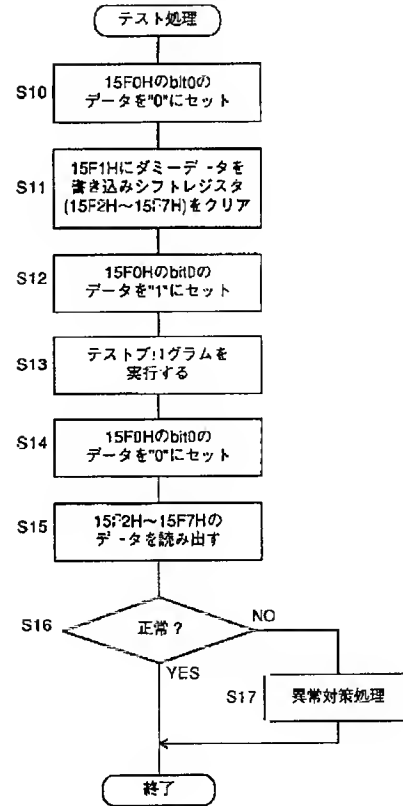 テスト処理
S10
15F0Hのbit0の
データを"0"にセット
S11
15F1Hにダミーデータを
書き込みシフトレジスタ
(15F2H〜15F7H)をクリア
S12
15F0Hのbit0の
データを"1"にセット
S13
テストプログラムを
実行する
S14
15F0Hのbit0の
データを"0"にセット
S15
15F2H〜15F7Hの
データを読み出す
S16
正常？
NO
YES
S17
異常対策処理
終了